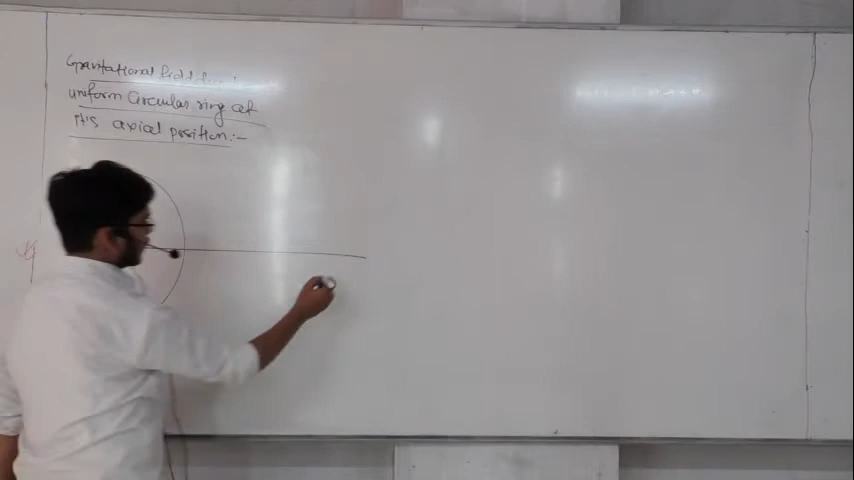 Gravitational field
uniform Circular ring at
it's axial position:-